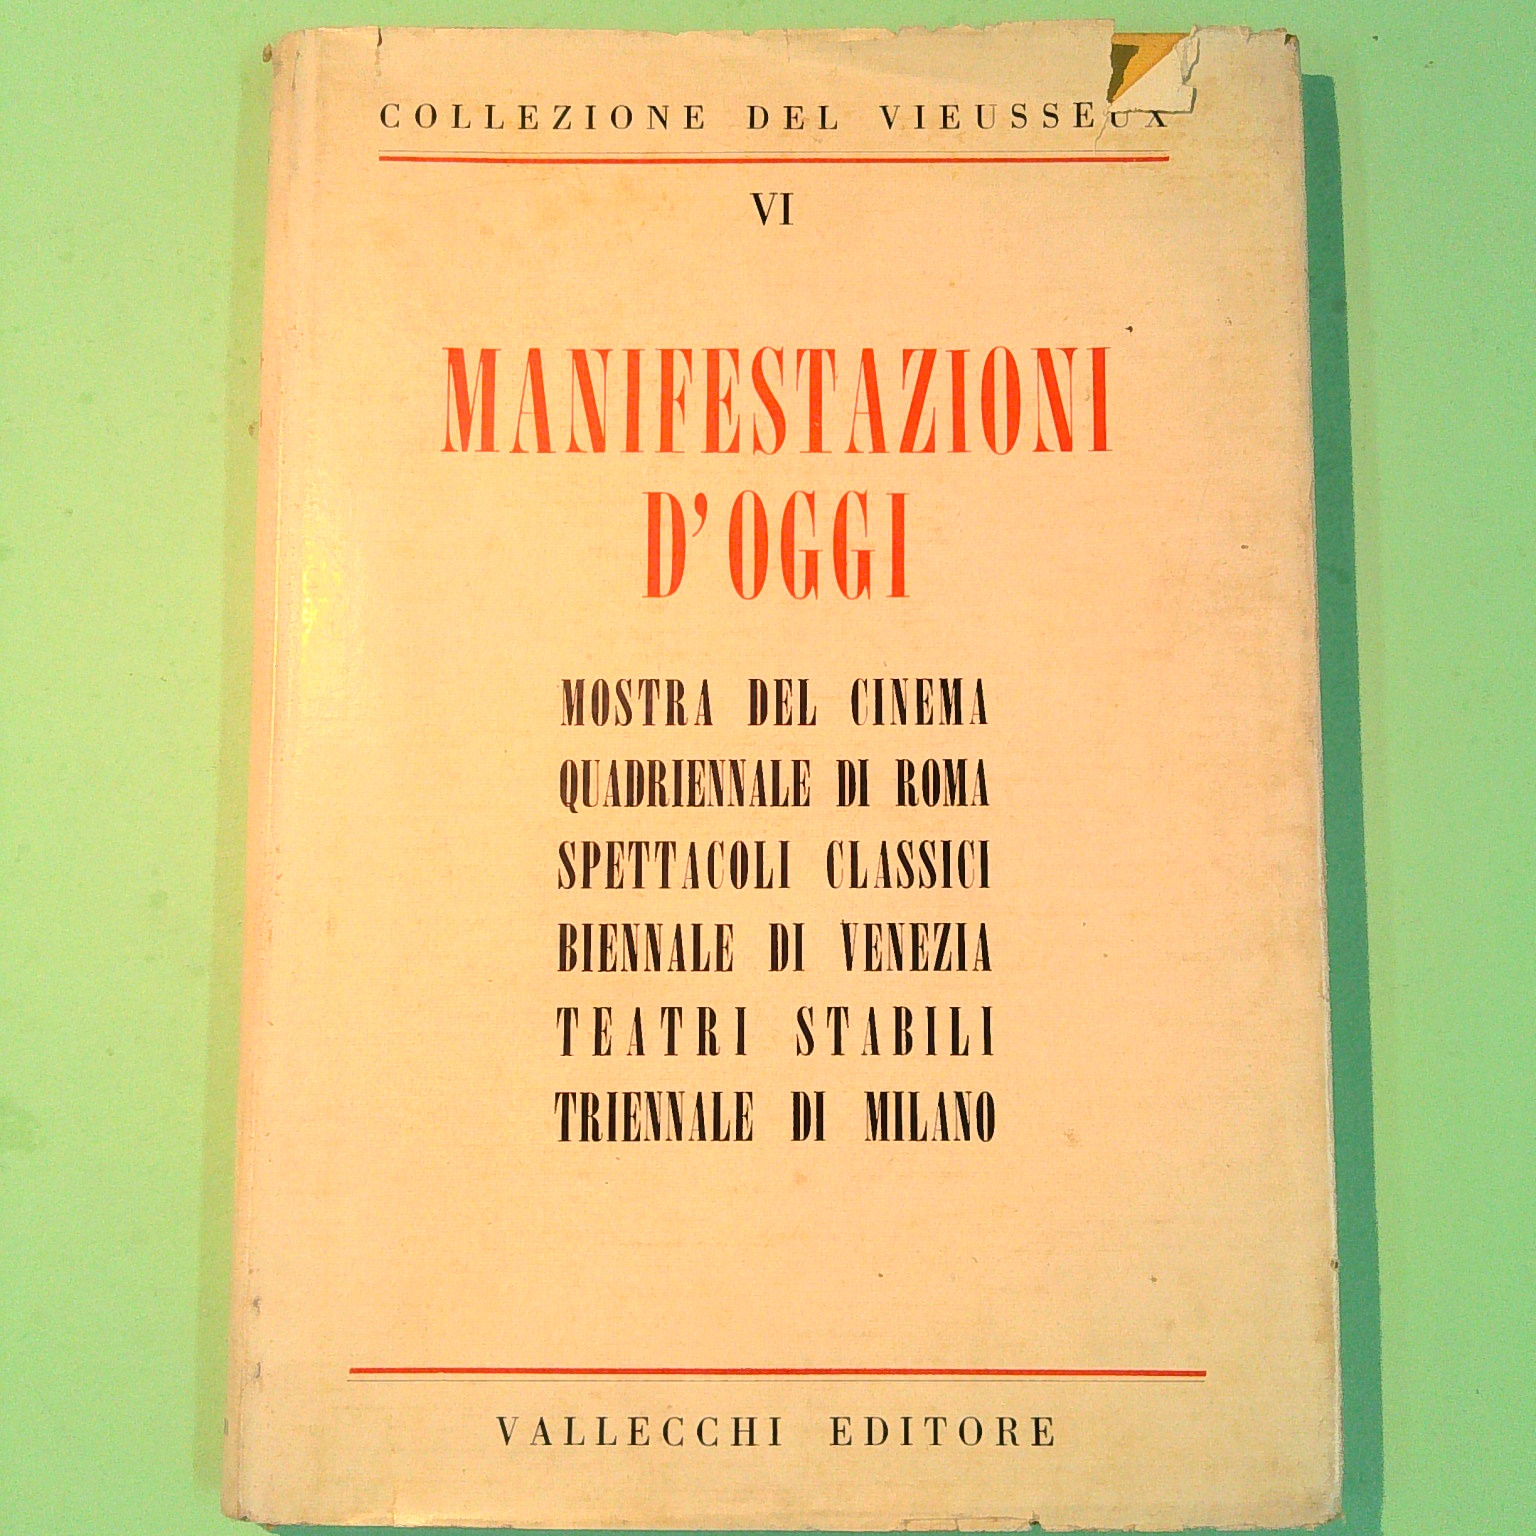 COLLEZIONE DEL VIEUSSEUX
VI
MANIFESTAZIONI
D'OGGI
MOSTRA DEL CINEMA
QUADRIENNALE DI ROMA
SPETTACOLI CLASSICI
BIENNALE DI VENEZIA
TEATRI STABILI
TRIENNALE DI MILANO
VALLECCHI EDITORE